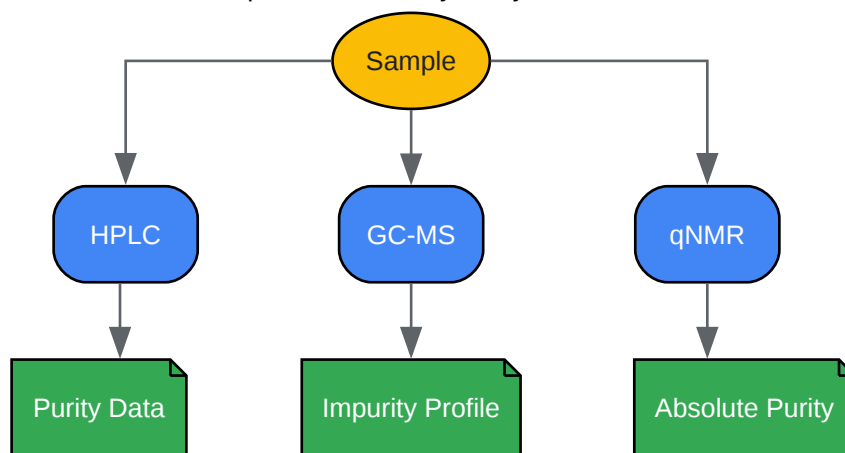 Sample
HPLC
GC-MS
qNMR
Purity Data
Impurity Profile
Absolute Purity